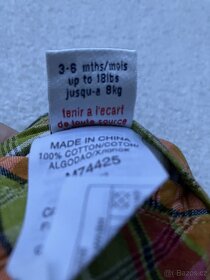 3-6 mths/mois
up to 18lbs
jusqu-a 8kg
tenir a l'ecart
de toute source
MADE IN CHINA
100% COTTON/COTON/
ALGODAO/ХЛОПОК
M74425